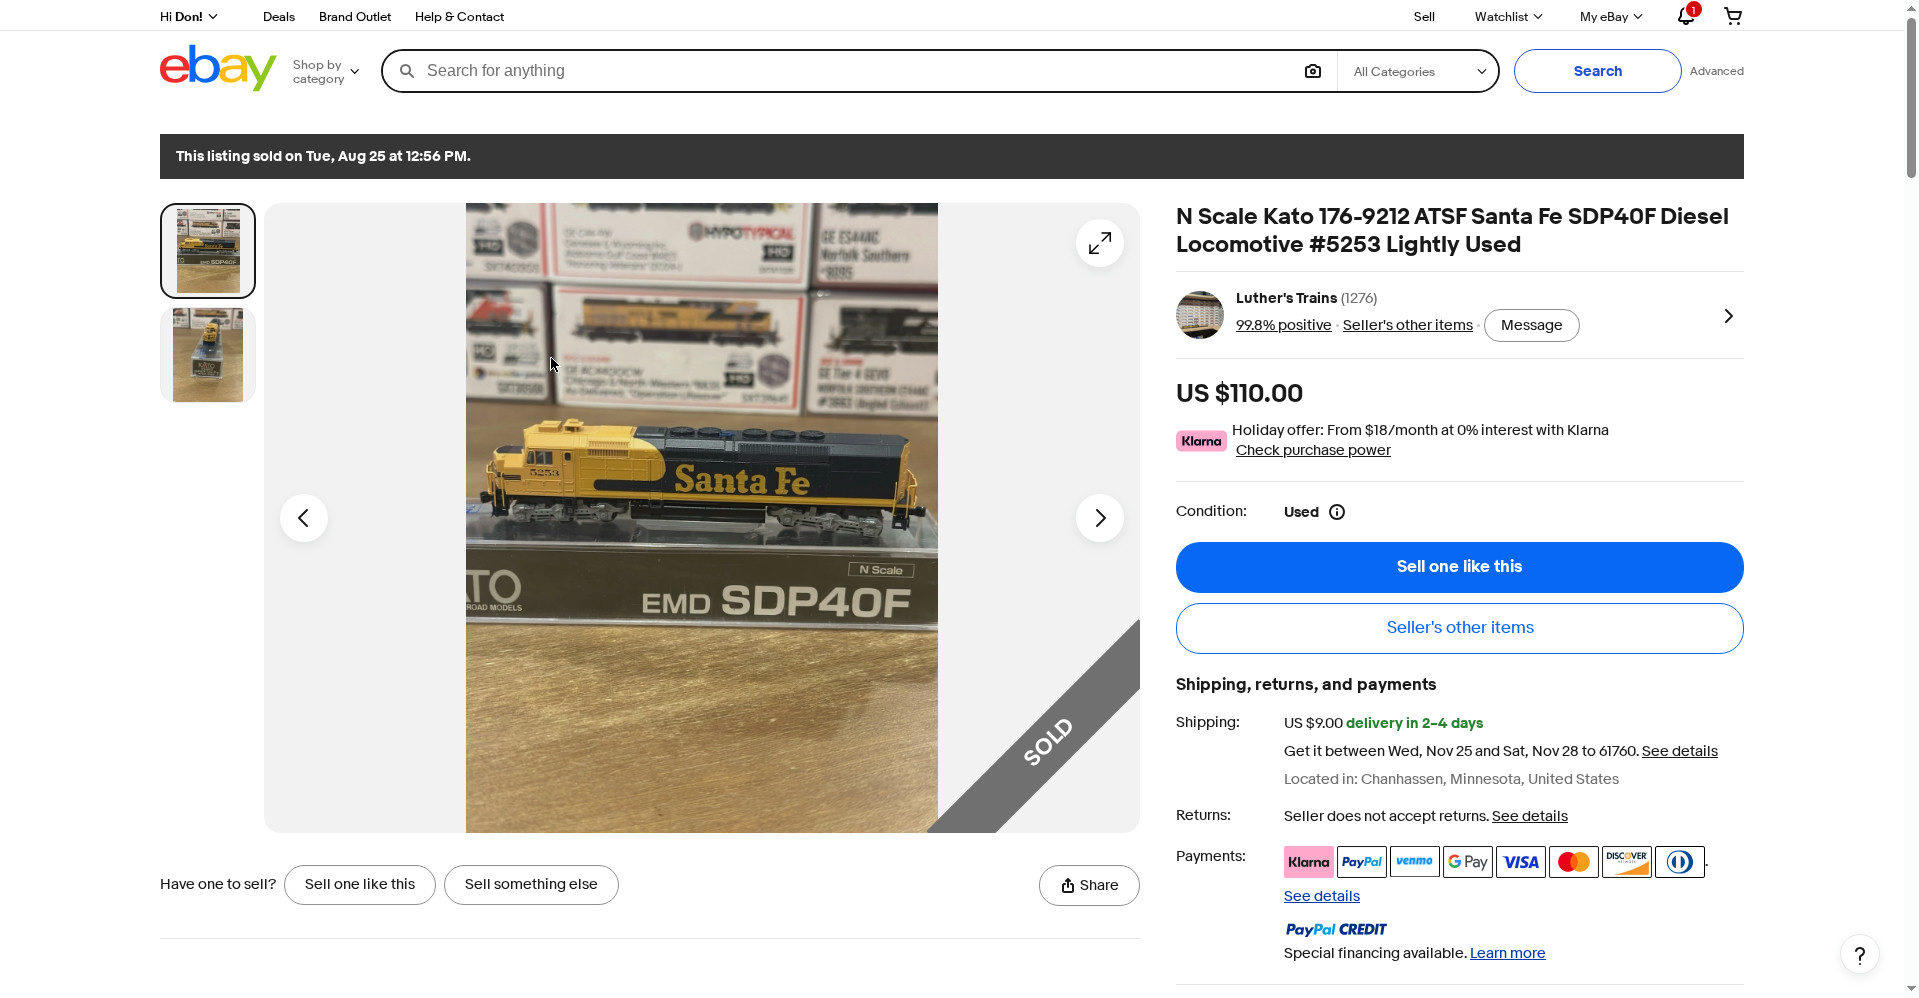 Hi Don!
Deals
Brand Outlet
Help & Contact
Sell
Watchlist
My eBay
1
ebay
Shop by category
Search for anything
All Categories
Search
Advanced
This listing sold on Tue, Aug 25 at 12:56 PM.
HYPOTYPICAL
GE ES44AC
Norfolk Southern
Chicago & North Western
5253
Santa Fe
N Scale
EMD SDP40F
SOLD
Have one to sell?
Sell one like this
Sell something else
Share
N Scale Kato 176-9212 ATSF Santa Fe SDP40F Diesel
Locomotive #5253 Lightly Used
Luther's Trains (1276)
99.8% positive · Seller's other items · Message
US $110.00
Klarna
Holiday offer: From $18/month at 0% interest with Klarna
Check purchase power
Condition: Used
Sell one like this
Seller's other items
Shipping, returns, and payments
Shipping: US $9.00 delivery in 2–4 days
Get it between Wed, Nov 25 and Sat, Nov 28 to 61760. See details
Located in: Chanhassen, Minnesota, United States
Returns: Seller does not accept returns. See details
Payments: Klarna PayPal venmo G Pay VISA DISCOVER .
See details
PayPal CREDIT
Special financing available. Learn more
?